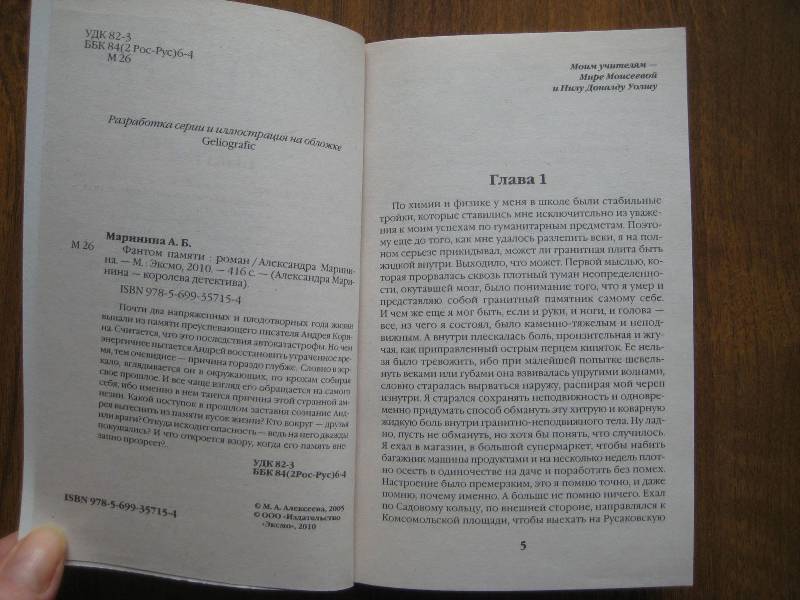 УДК 82-3
ББК 84(2 Рос-Рус)6-4
М 26
Разработка серии и иллюстрация на обложке
Geliografic
Маринина А. Б.
М 26
Фантом памяти : роман / Александра Марини-
на. — М. : Эксмо, 2010. — 416 с. — (Александра Мари-
нина — королева детектива).
ISBN 978-5-699-35715-4
Почти два напряженных и плодотворных года жизни
выпали из памяти преуспевающего писателя Андрея Кори-
на. Считается, что это последствия автокатастрофы. Но чем
энергичнее пытается Андрей восстановить утраченное вре-
мя, тем очевиднее — причина гораздо глубже. Словно в зер-
кало, вглядывается он в окружающих, по крохам собирая
свое прошлое. И все чаще взгляд его обращается на самого
себя, ибо именно в нем таится причина этой странной ам-
незии. Какой поступок в прошлом заставил сознание Анд-
рея вытеснить из памяти кусок жизни? Кто вокруг — друзья
или враги? Откуда исходит опасность — ведь на него дважды
покушались? И что откроется взору, когда его память вне-
запно прозреет?..
УДК 82-3
ББК 84(2Рос-Рус)6-4
© М. А. Алексеева, 2005
© ООО «Издательство
«Эксмо», 2010
ISBN 978-5-699-35715-4
Моим учителям —
Мире Моисеевой
и Нилу Доналду Уолшу
Глава 1
По химии и физике у меня в школе были стабильные
тройки, которые ставились мне исключительно из уваже-
ния к моим успехам по гуманитарным предметам. Поэто-
му еще до того, как мне удалось разлепить веки, я на пол-
ном серьезе прикидывал, может ли гранитная плита быть
жидкой внутри. Выходило, что может. Первой мыслью, ко-
торая прорвалась сквозь плотный туман неопределенно-
сти, окутавшей мозг, было понимание того, что я умер и
представляю собой гранитный памятник самому себе.
И чем же еще я мог быть, если и руки, и ноги, и голова —
все, из чего я состоял, было каменно-тяжелым и непод-
вижным. А внутри плескалась боль, пронзительная и жгу-
чая, как приправленный острым перцем кипяток. Ее нель-
зя было тревожить, ибо при малейшей попытке шевель-
нуть веками или губами она взвивалась упругими волнами,
словно старалась вырваться наружу, распирая мой череп
изнутри. Я старался сохранять неподвижность и одновре-
менно придумать способ обмануть эту хитрую и коварную
жидкую боль внутри гранитно-неподвижного тела. Ну лад-
но, пусть не обмануть, но хотя бы понять, что случилось.
Я ехал в магазин, в большой супермаркет, чтобы набить
багажник машины продуктами и на несколько недель плот-
но осесть в одиночестве на даче и поработать без помех.
Настроение было премерзким, это я помню точно, и даже
помню, почему именно. А больше не помню ничего. Ехал
по Садовому кольцу, по внешней стороне, направлялся к
Комсомольской площади, чтобы выехать на Русаковскую
5